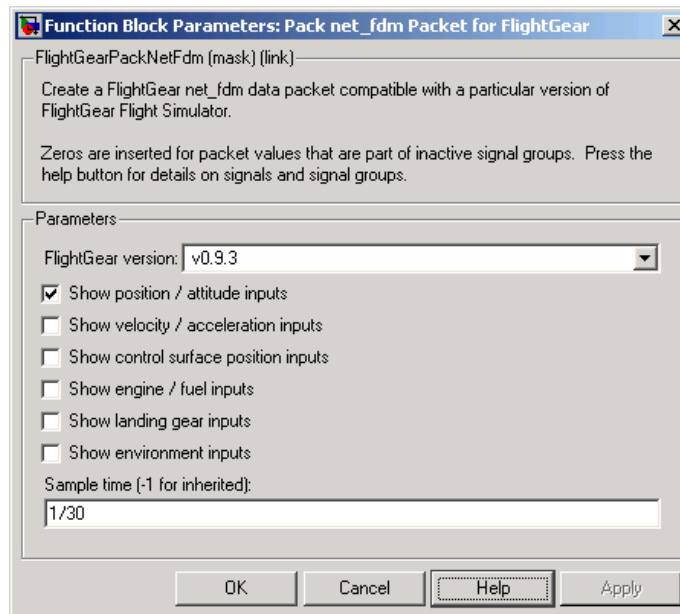 Function Block Parameters: Pack net_fdm Packet for FlightGear
FlightGearPackNetFdm (mask) (link)
Create a FlightGear net_fdm data packet compatible with a particular version of
FlightGear Flight Simulator.
Zeros are inserted for packet values that are part of inactive signal groups.  Press the
help button for details on signals and signal groups.
Parameters
FlightGear version: v0.9.3
Show position / attitude inputs
Show velocity / acceleration inputs
Show control surface position inputs
Show engine / fuel inputs
Show landing gear inputs
Show environment inputs
Sample time (-1 for inherited):
1/30
OK Cancel Help Apply